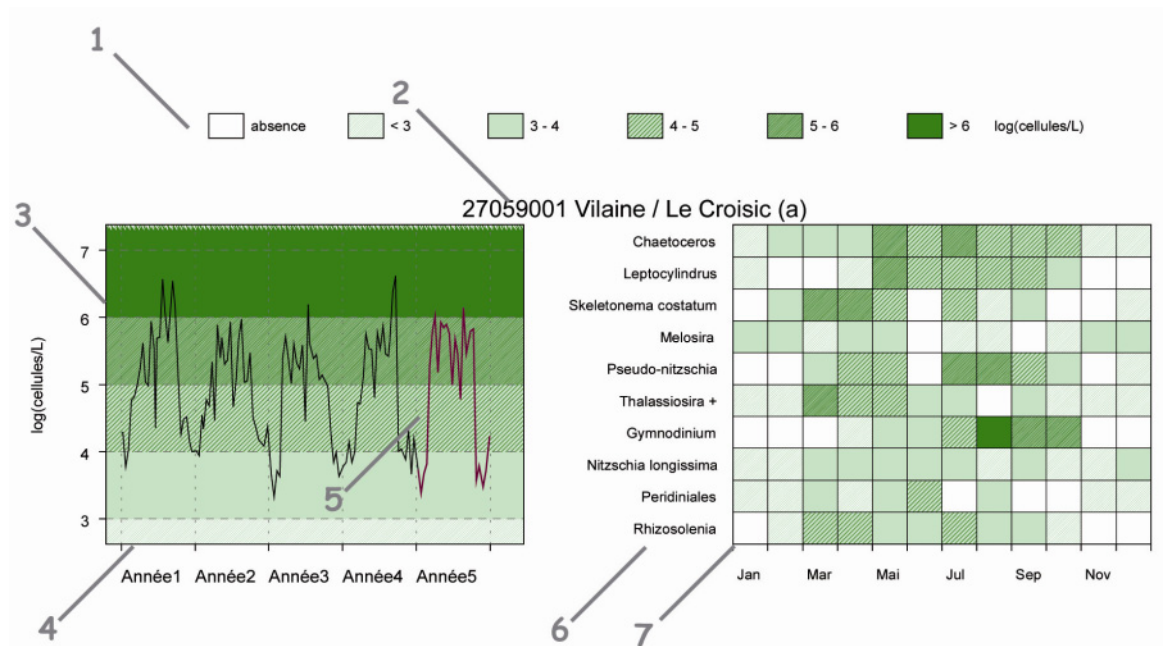 1
2
absence
< 3
3 - 4
4 - 5
5 - 6
> 6
log(cellules/L)
3
27059001 Vilaine / Le Croisic (a)
7
6
5
4
3
log(cellules/L)
5
Année1
Année2
Année3
Année4
Année5
4
Chaetoceros
Leptocylindrus
Skeletonema costatum
Melosira
Pseudo-nitzschia
Thalassiosira +
Gymnodinium
Nitzschia longissima
Peridiniales
Rhizosolenia
Jan
Mar
Mai
Jul
Sep
Nov
6
7